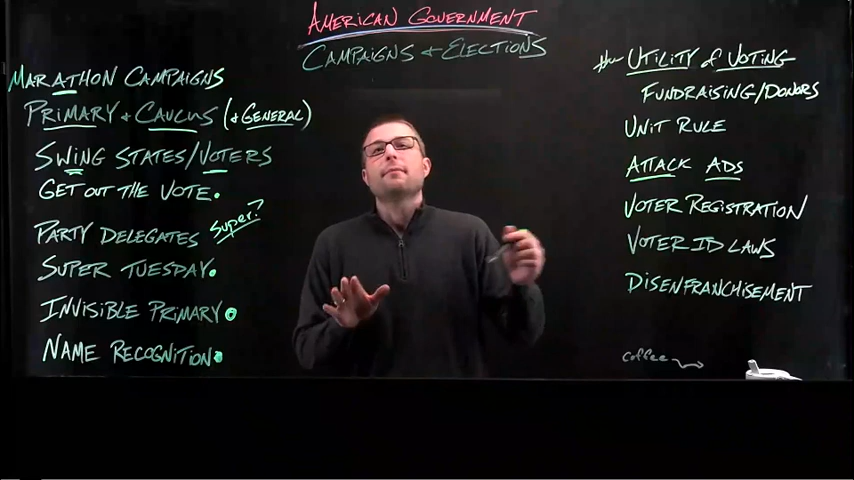 AMERICAN GOVERNMENT
CAMPAIGNS & ELECTIONS
MARATHON CAMPAIGNS
PRIMARY + CAUCUS (+ GENERAL)
SWING STATES/VOTERS
GET OUT THE VOTE.
PARTY DELEGATES Super?
SUPER TUESDAY.
INVISIBLE PRIMARY.
NAME RECOGNITION.
the UTILITY of VOTING
FUNDRAISING/DONORS
UNIT RULE
ATTACK ADS
VOTER REGISTRATION
VOTER ID LAWS
DISENFRANCHISEMENT
coffee